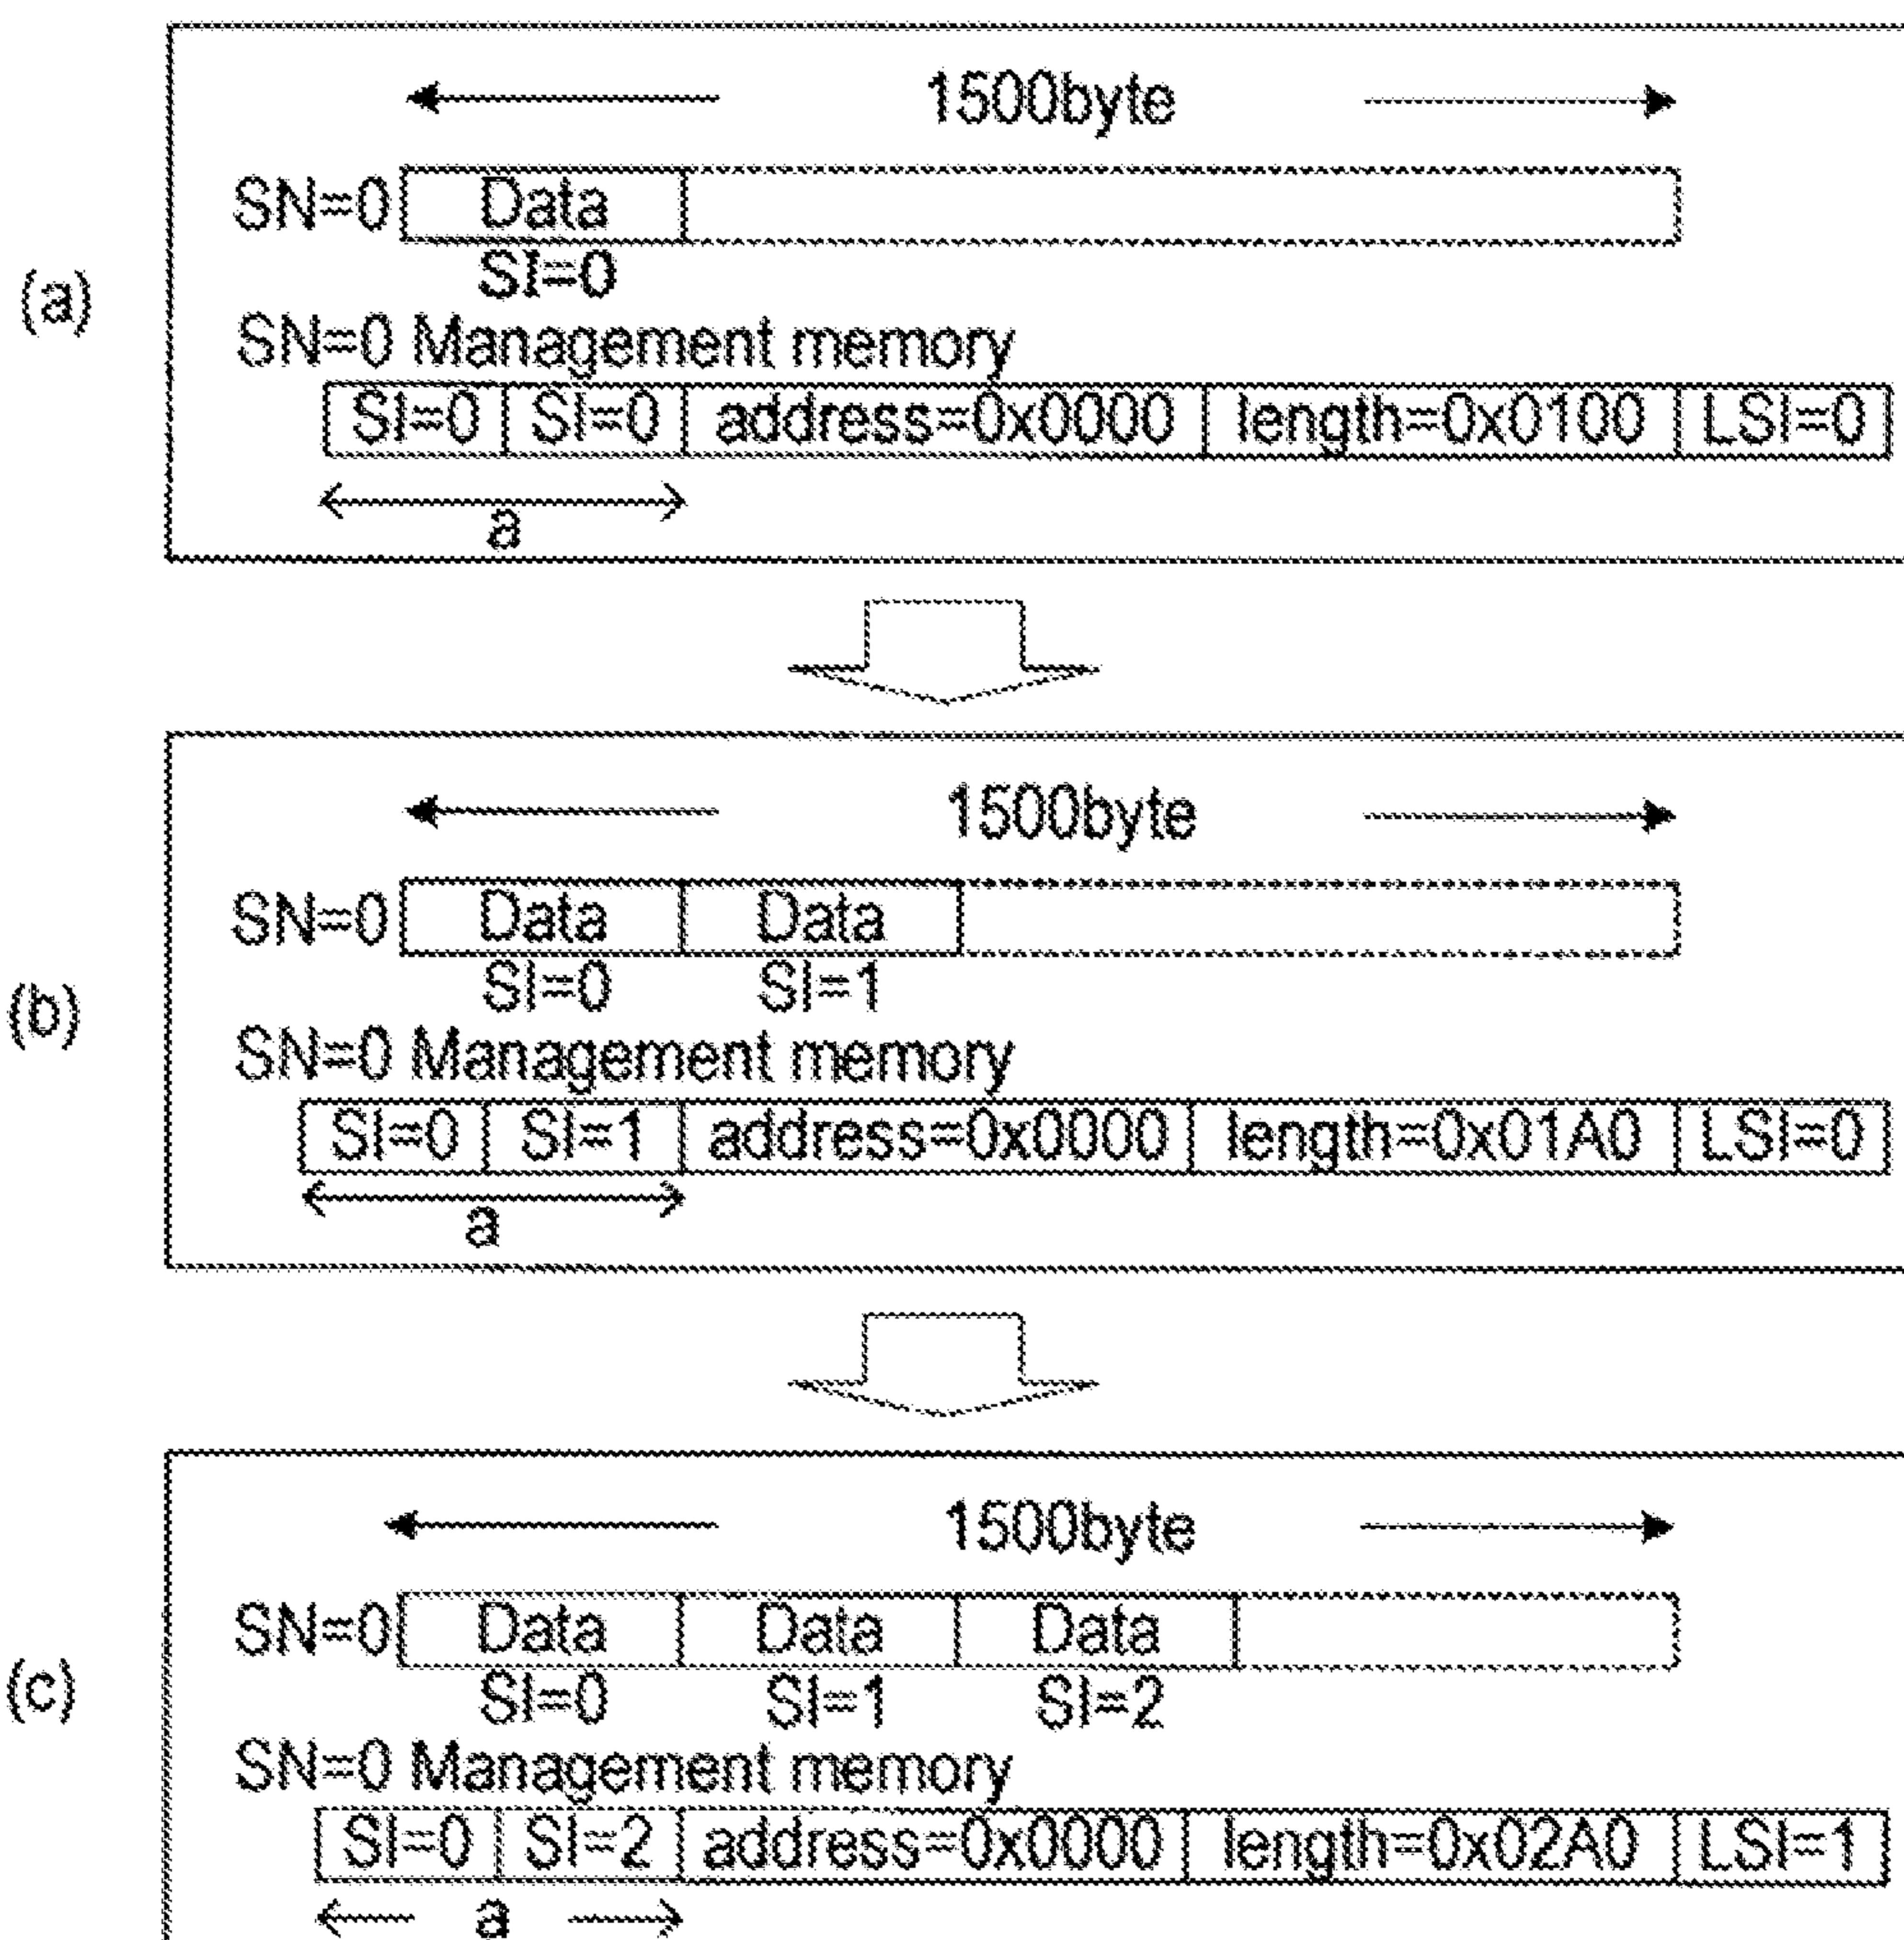 (a)
1500byte
SN=0 Data
SI=0
SN=0 Management memory
SI=0 SI=0 address=0x0000 length=0x0100 LSI=0
a
(b)
1500byte
SN=0 Data Data
SI=0 SI=1
SN=0 Management memory
SI=0 SI=1 address=0x0000 length=0x01A0 LSI=0
a
(c)
1500byte
SN=0 Data Data Data
SI=0 SI=1 SI=2
SN=0 Management memory
SI=0 SI=2 address=0x0000 length=0x02A0 LSI=1
a